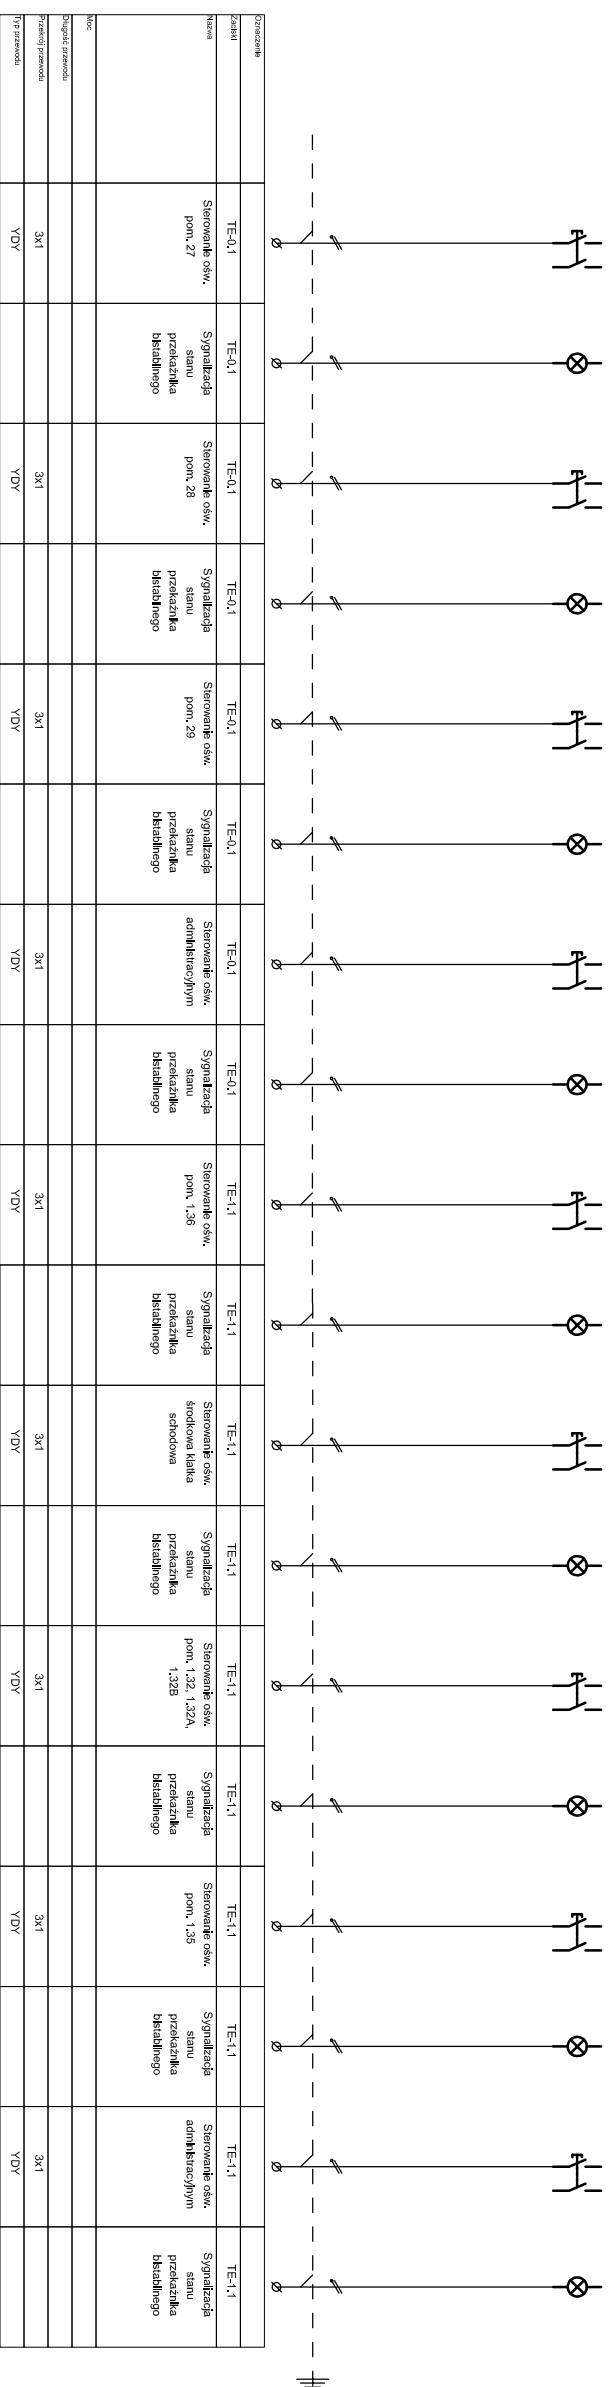 Oznaczenie
Zaciski
Nazwa
Moc
Długość przewodu
Przekrój przewodu
Typ przewodu
TE-0.1
Sterowanie ośw.
pom. 27
3x1
YDY
TE-0.1
Sygnalizacja
stanu
przekaźnika
bistabilnego
TE-0.1
Sterowanie ośw.
pom. 28
3x1
YDY
TE-0.1
Sygnalizacja
stanu
przekaźnika
bistabilnego
TE-0.1
Sterowanie ośw.
pom. 29
3x1
YDY
TE-0.1
Sygnalizacja
stanu
przekaźnika
bistabilnego
TE-0.1
Sterowanie ośw.
administracyjnym
3x1
YDY
TE-0.1
Sygnalizacja
stanu
przekaźnika
bistabilnego
TE-1.1
Sterowanie ośw.
pom. 1.36
3x1
YDY
TE-1.1
Sygnalizacja
stanu
przekaźnika
bistabilnego
TE-1.1
Sterowanie ośw.
środkowa klatka
schodowa
3x1
YDY
TE-1.1
Sygnalizacja
stanu
przekaźnika
bistabilnego
TE-1.1
Sterowanie ośw.
pom. 1.32, 1.32A,
1.32B
3x1
YDY
TE-1.1
Sygnalizacja
stanu
przekaźnika
bistabilnego
TE-1.1
Sterowanie ośw.
pom. 1.35
3x1
YDY
TE-1.1
Sygnalizacja
stanu
przekaźnika
bistabilnego
TE-1.1
Sterowanie ośw.
administracyjnym
3x1
YDY
TE-1.1
Sygnalizacja
stanu
przekaźnika
bistabilnego